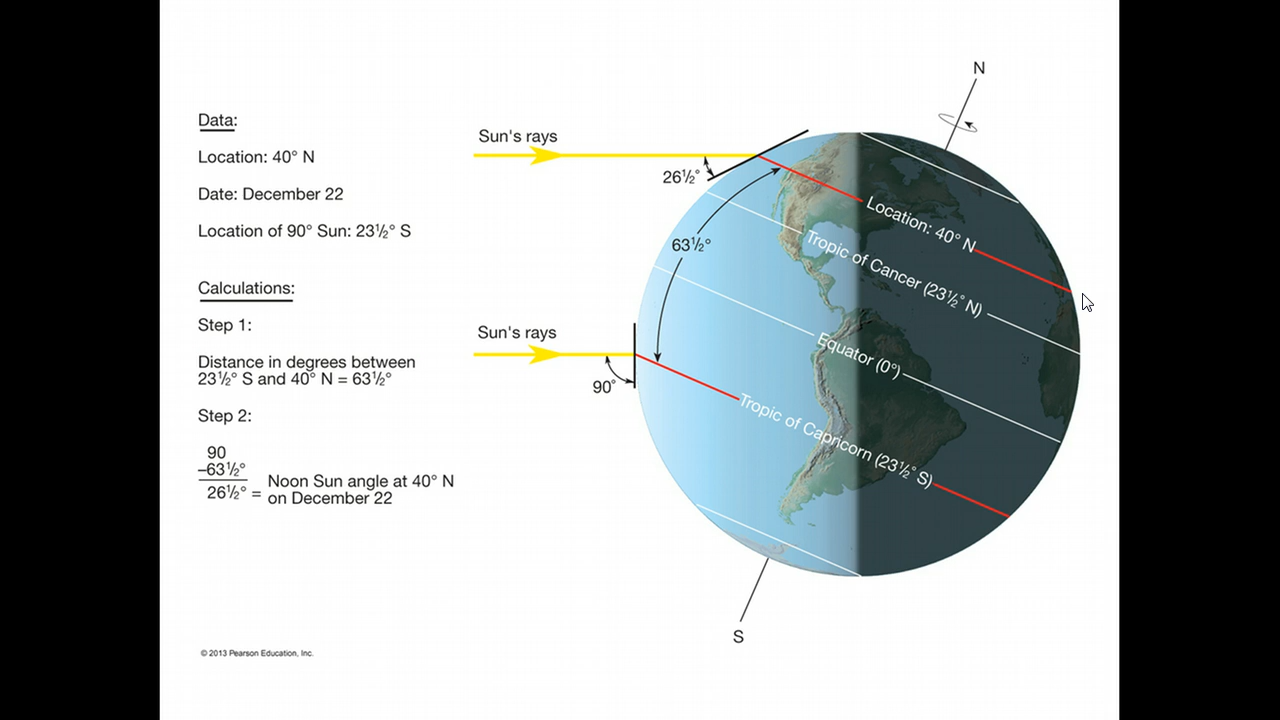 Data:
Location: 40° N
Date: December 22
Location of 90° Sun: 23½° S
Calculations:
Step 1:
Distance in degrees between
23½° S and 40° N = 63½°
Step 2:
90
–63½°
26½° =
Noon Sun angle at 40° N
on December 22
© 2013 Pearson Education, Inc.
Sun's rays
26½°
63½°
Sun's rays
90°
N
Location: 40° N
Tropic of Cancer (23½° N)
Equator (0°)
Tropic of Capricorn (23½° S)
S